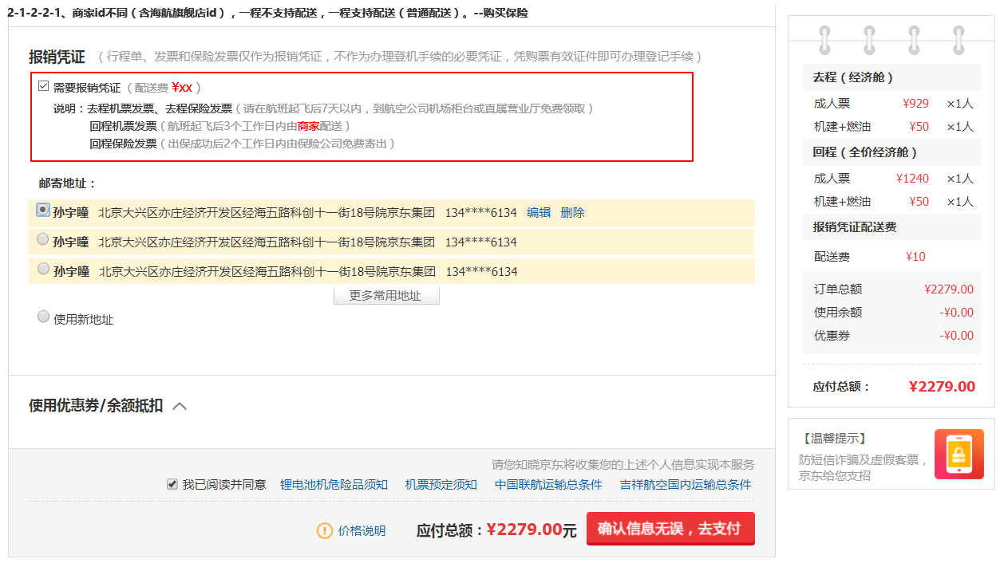 2-1-2-2-1、商家id不同（含海航旗舰店id），一程不支持配送，一程支持配送（普通配送）。--购买保险
报销凭证 （行程单、发票和保险发票仅作为报销凭证，不作为办理登机手续的必要凭证，凭购票有效证件即可办理登记手续）
需要报销凭证（配送费 ¥xx ）
说明：去程机票发票、去程保险发票（请在航班起飞后7天以内，到航空公司机场柜台或直属营业厅免费领取）
回程机票发票（航班起飞后3个工作日内由商家配送）
回程保险发票（出保成功后2个工作日内由保险公司免费寄出）
邮寄地址：
孙宇瞳 北京大兴区亦庄经济开发区经海五路科创十一街18号院京东集团 134****6134 编辑 删除
孙宇瞳 北京大兴区亦庄经济开发区经海五路科创十一街18号院京东集团 134****6134
孙宇瞳 北京大兴区亦庄经济开发区经海五路科创十一街18号院京东集团 134****6134
更多常用地址
使用新地址
使用优惠券/余额抵扣
请您知晓京东将收集您的上述个人信息实现本服务
我已阅读并同意 锂电池机危险品须知 机票预定须知 中国联航运输总条件 吉祥航空国内运输总条件
价格说明 应付总额：¥2279.00元 确认信息无误，去支付
去程（经济舱）
成人票 ¥929 ×1人
机建+燃油 ¥50 ×1人
回程（全价经济舱）
成人票 ¥1240 ×1人
机建+燃油 ¥50 ×1人
报销凭证配送费
配送费 ¥10
订单总额 ¥2279.00
使用余额 -¥0.00
优惠券 -¥0.00
应付总额： ¥2279.00
【温馨提示】
防短信诈骗及虚假客票，
京东给您支招